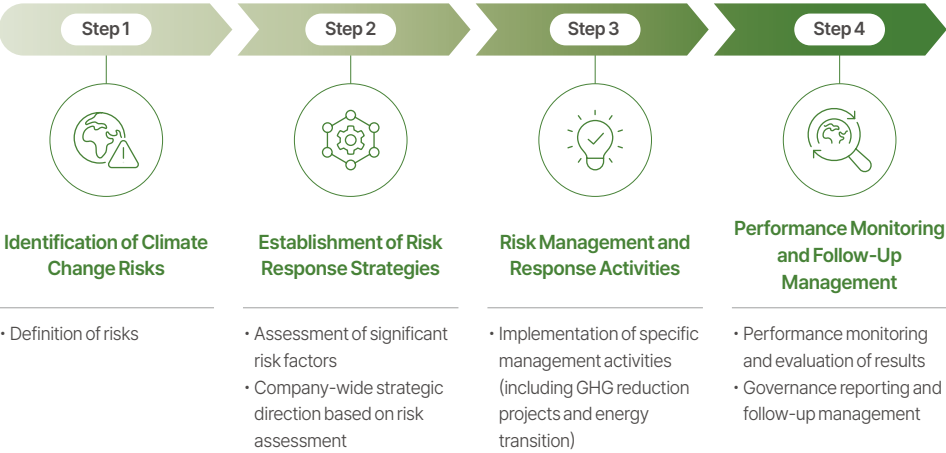 Step 1
Step 2
Step 3
Step 4
Identification of Climate
Change Risks
• Definition of risks
Establishment of Risk
Response Strategies
• Assessment of significant
risk factors
• Company-wide strategic
direction based on risk
assessment
Risk Management and
Response Activities
• Implementation of specific
management activities
(including GHG reduction
projects and energy
transition)
Performance Monitoring
and Follow-Up
Management
• Performance monitoring
and evaluation of results
• Governance reporting and
follow-up management